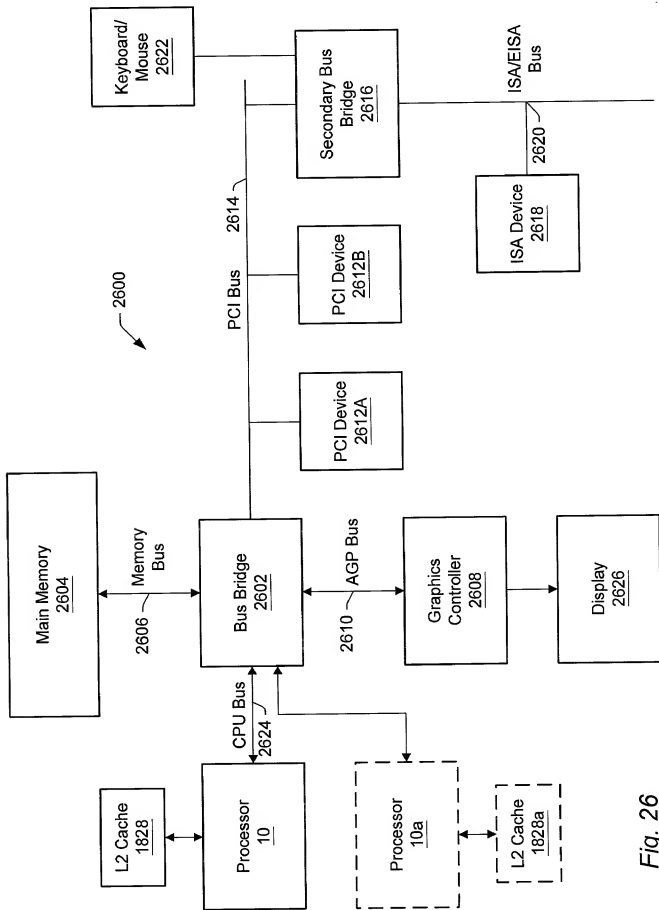 2600
Main Memory
2604
2606
Memory
Bus
L2 Cache
1828
CPU Bus
2624
Processor
10
Bus Bridge
2602
PCI Bus
2614
Keyboard/
Mouse
2622
PCI Device
2612A
PCI Device
2612B
Secondary Bus
Bridge
2616
Processor
10a
L2 Cache
1828a
2610
AGP Bus
Graphics
Controller
2608
Display
2626
ISA Device
2618
2620
ISA/EISA
Bus
Fig. 26